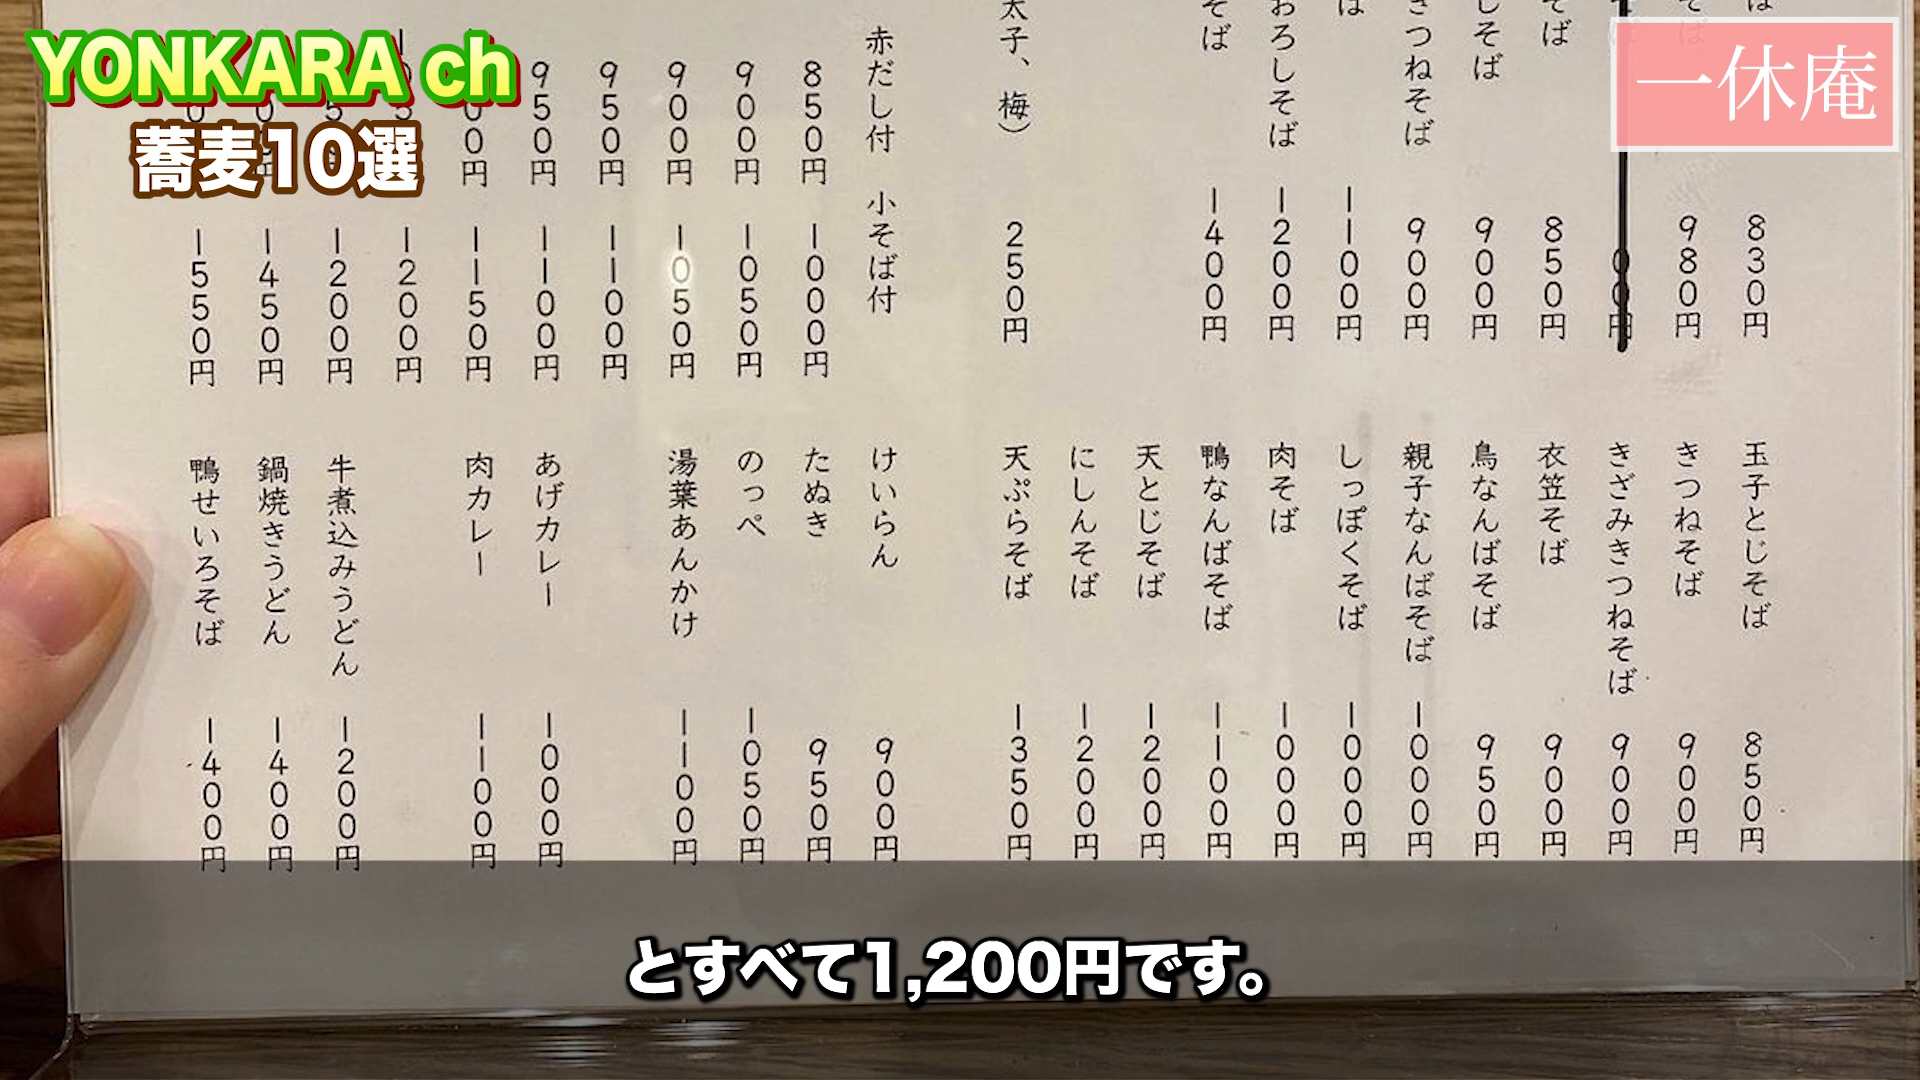 YONKARA ch
蕎麦10選
一休庵
830円
980円
850円
しそば
900円
きつねそば
900円
1100円
おろしそば
1200円
そば
1400円
太子、梅）
250円
赤だし付 小そば付
850円 1000円
900円 1050円
900円 1050円
950円 1100円
950円 1100円
1150円
1200円
1200円
1450円
1550円
玉子とじそば 850円
きつねそば 900円
きざみきつねそば 900円
衣笠そば 900円
鳥なんばそば 950円
親子なんばそば 1000円
しっぽくそば 1000円
肉そば 1000円
鴨なんばそば 1100円
天とじそば 1200円
にしんそば 1200円
天ぷらそば 1350円
けいらん 900円
たぬき 950円
のっぺ 1050円
湯葉あんかけ 1100円
あげカレー 1000円
肉カレー 1100円
牛煮込みうどん 1200円
鍋焼きうどん 1400円
鴨せいろそば 1400円
とすべて1,200円です。